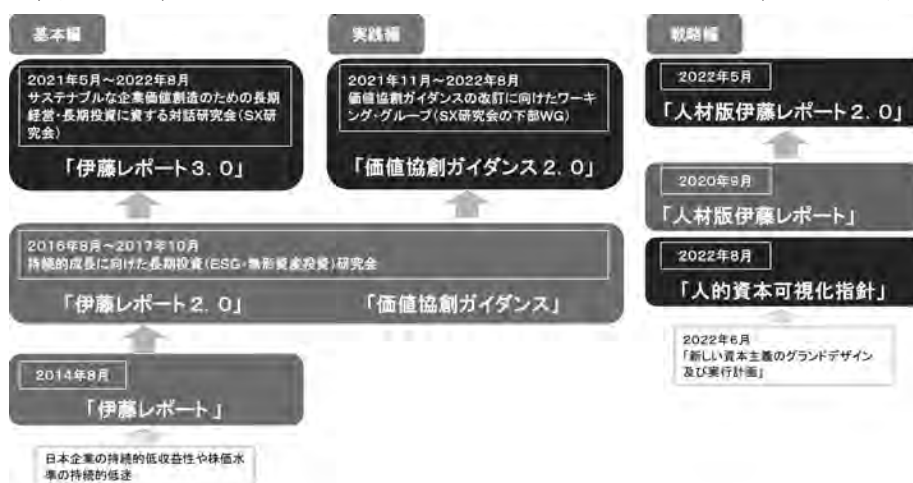 基本編
2021年5月～2022年8月
サステナブルな企業価値創造のための長期
経営・長期投資に資する対話研究会(SX研
究会)
「伊藤レポート3.0」
実践編
2021年11月～2022年8月
価値協創ガイダンスの改訂に向けたワーキ
ング・グループ(SX研究会の下部WG)
「価値協創ガイダンス2.0」
2016年8月～2017年10月
持続的成長に向けた長期投資(ESG・無形資産投資)研究会
「伊藤レポート2.0」
「価値協創ガイダンス」
2014年8月
「伊藤レポート」
日本企業の持続的低収益性や株価水
準の持続的低迷
戦略編
2022年5月
「人材版伊藤レポート2.0」
2020年9月
「人材版伊藤レポート」
2022年8月
「人的資本可視化指針」
2022年6月
「新しい資本主義のグランドデザイン
及び実行計画」